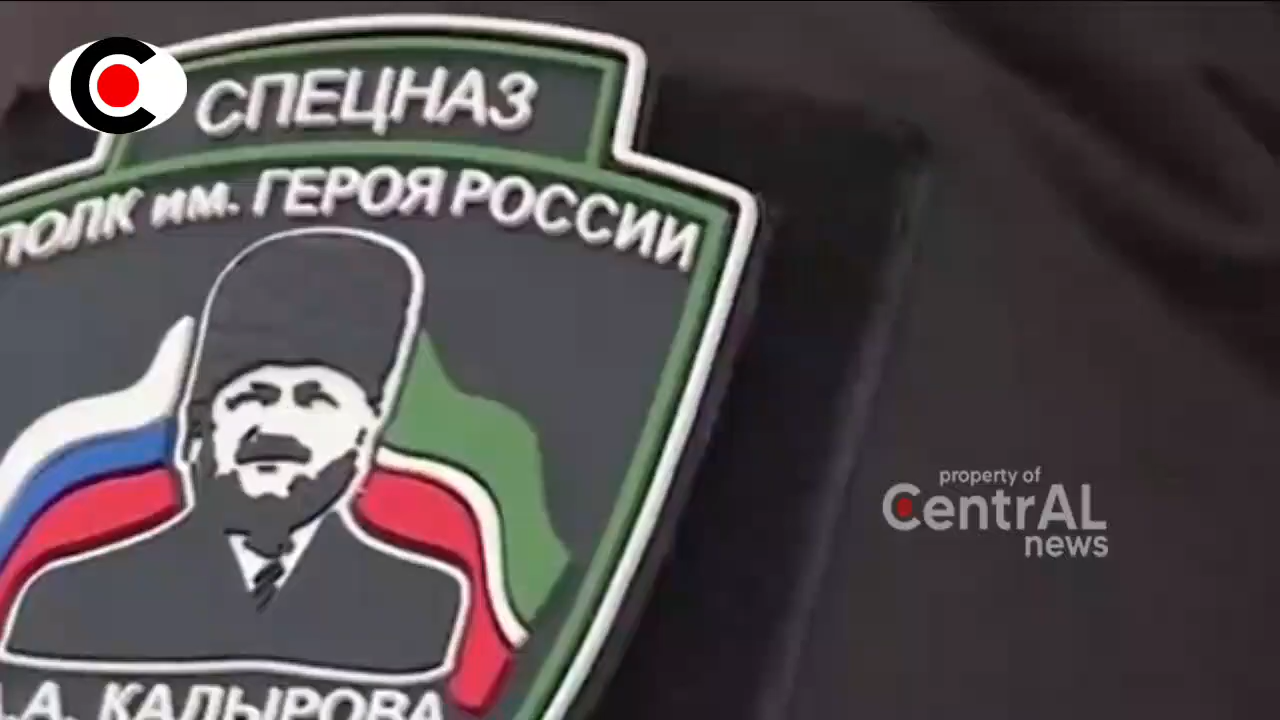 СПЕЦНАЗ
ПОЛК им. ГЕРОЯ РОССИИ
А.А. КАДЫРОВА
property of
CentrAL
news